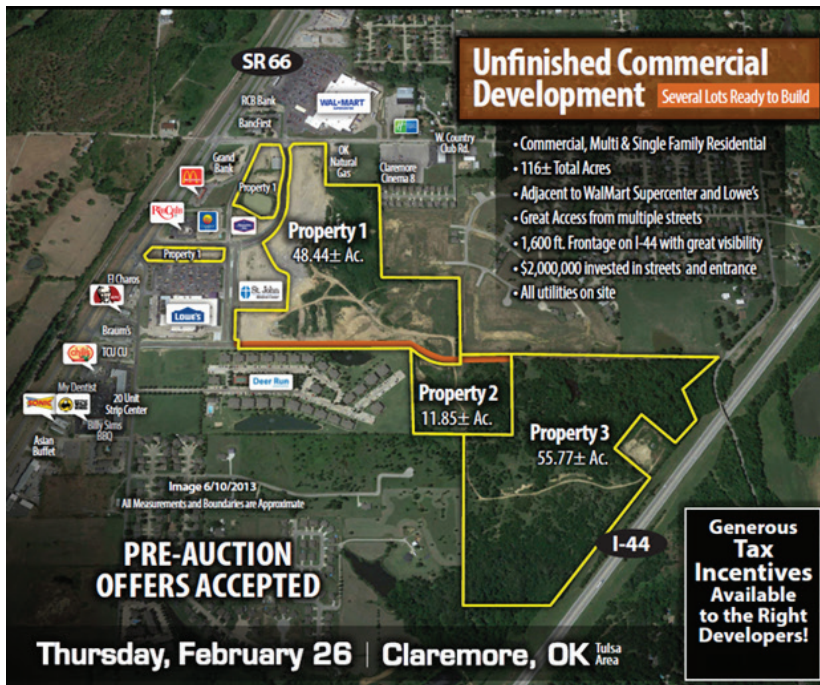 SR 66
Unfinished Commercial
Development
Several Lots Ready to Build
• Commercial, Multi & Single Family Residential
• 116± Total Acres
• Adjacent to WalMart Supercenter and Lowe's
• Great Access from multiple streets
• 1,600 ft. Frontage on I-44 with great visibility
• $2,000,000 invested in streets and entrance
• All utilities on site
RCB Bank
BancFirst
WAL★MART
W. Country
Club Rd.
Grand
Bank
OK
Natural
Gas
Claremore
Cinema 8
Property 1
Property 1
48.44± Ac.
Property 1
El Charos
KFC
St. John
LOWE'S
Braum's
chili's
TCU CU
Deer Run
My Dentist
SONIC
20 Unit
Strip Center
Billy Sims
BBQ
Asian
Buffet
Property 2
11.85± Ac.
Property 3
55.77± Ac.
Image 6/10/2013
All Measurements and Boundaries are Approximate
I-44
PRE-AUCTION
OFFERS ACCEPTED
Generous
Tax
Incentives
Available
to the Right
Developers!
Thursday, February 26 | Claremore, OK Tulsa
Area